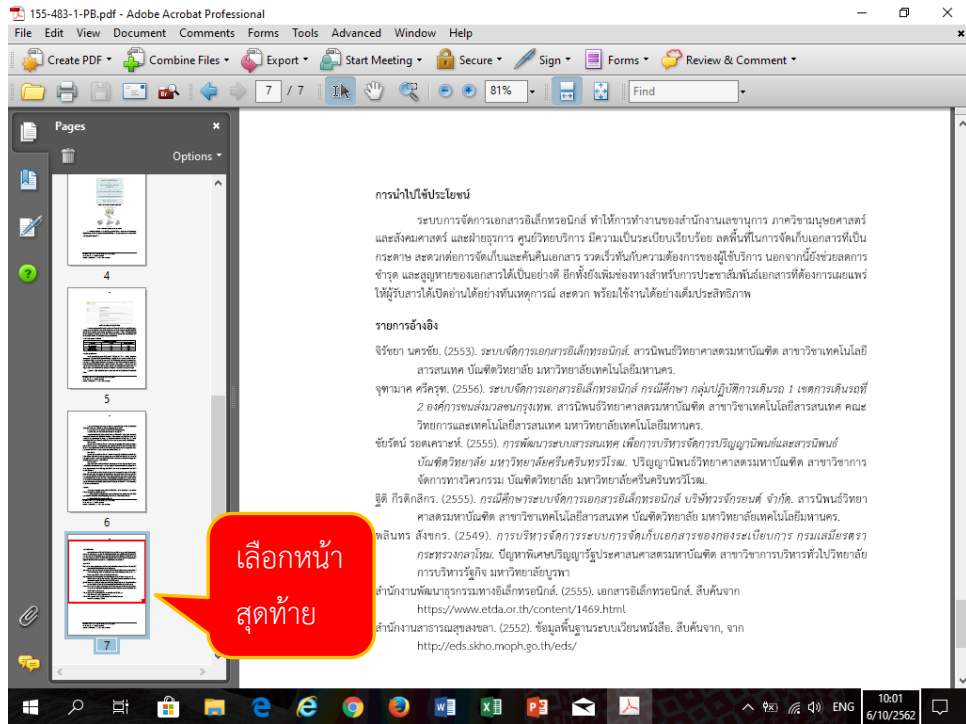 155-483-1-PB.pdf - Adobe Acrobat Professional
File Edit View Document Comments Forms Tools Advanced Window Help
Create PDF Combine Files Export Start Meeting Secure Sign Forms Review & Comment
7 / 7 81% Find
Pages
Options
4
5
6
7
เลือกหน้า
สุดท้าย
การนำไปใช้ประโยชน์
ระบบการจัดการเอกสารอิเล็กทรอนิกส์ ทำให้การทำงานของสำนักงานเลขานุการ ภาควิชามนุษยศาสตร์
และสังคมศาสตร์ และฝ่ายธุรการ ศูนย์วิทยบริการ มีความเป็นระเบียบเรียบร้อย ลดพื้นที่ในการจัดเก็บเอกสารที่เป็น
กระดาษ สะดวกต่อการจัดเก็บและค้นคืนเอกสาร รวดเร็วทันกับความต้องการของผู้ใช้บริการ นอกจากนี้ยังช่วยลดการ
ชำรุด และสูญหายของเอกสารได้เป็นอย่างดี อีกทั้งยังเพิ่มช่องทางสำหรับการประชาสัมพันธ์เอกสารที่ต้องการเผยแพร่
ให้ผู้รับสารได้เปิดอ่านได้อย่างทันเหตุการณ์ สะดวก พร้อมใช้งานได้อย่างเต็มประสิทธิภาพ
รายการอ้างอิง
จิรัชยา นครชัย. (2553). ระบบจัดการเอกสารอิเล็กทรอนิกส์. สารนิพนธ์วิทยาศาสตรมหาบัณฑิต สาขาวิชาเทคโนโลยี
สารสนเทศ บัณฑิตวิทยาลัย มหาวิทยาลัยเทคโนโลยีมหานคร.
จุฑามาศ ศรีครุฑ. (2556). ระบบจัดการเอกสารอิเล็กทรอนิกส์ กรณีศึกษา กลุ่มปฏิบัติการเดินรถ 1 เขตการเดินรถที่
2 องค์การขนส่งมวลชนกรุงเทพ. สารนิพนธ์วิทยาศาสตรมหาบัณฑิต สาขาวิชาเทคโนโลยีสารสนเทศ คณะ
วิทยการและเทคโนโลยีสารสนเทศ มหาวิทยาลัยเทคโนโลยีมหานคร.
ชัยรัตน์ รอดเคราะห์. (2555). การพัฒนาระบบสารสนเทศ เพื่อการบริหารจัดการปริญญานิพนธ์และสารนิพนธ์
บัณฑิตวิทยาลัย มหาวิทยาลัยศรีนครินทรวิโรฒ. ปริญญานิพนธ์วิทยาศาสตรมหาบัณฑิต สาขาวิชาการ
จัดการทางวิศวกรรม บัณฑิตวิทยาลัย มหาวิทยาลัยศรีนครินทรวิโรฒ.
ฐิติ กีรติกสิกร. (2555). กรณีศึกษาระบบจัดการเอกสารอิเล็กทรอนิกส์ บริษัทวรจักรยนต์ จำกัด. สารนิพนธ์วิทยา
ศาสตรมหาบัณฑิต สาขาวิชาเทคโนโลยีสารสนเทศ บัณฑิตวิทยาลัย มหาวิทยาลัยเทคโนโลยีมหานคร.
พลินทร สังขกร. (2549). การบริหารจัดการระบบการจัดเก็บเอกสารของกองระเบียบการ กรมเสมียรตรา
กระทรวงกลาโหม. ปัญหาพิเศษปริญญารัฐประศาสนศาสตรมหาบัณฑิต สาขาวิชาการบริหารทั่วไปวิทยาลัย
การบริหารรัฐกิจ มหาวิทยาลัยบูรพา
สำนักงานพัฒนาธุรกรรมทางอิเล็กทรอนิกส์. (2555). เอกสารอิเล็กทรอนิกส์. สืบค้นจาก
https://www.etda.or.th/content/1469.html
สำนักงานสาธารณสุขสงขลา. (2552). ข้อมูลพื้นฐานระบบเวียนหนังสือ. สืบค้นจาก, จาก
http://eds.skho.moph.go.th/eds/
ENG
10:01
6/10/2562